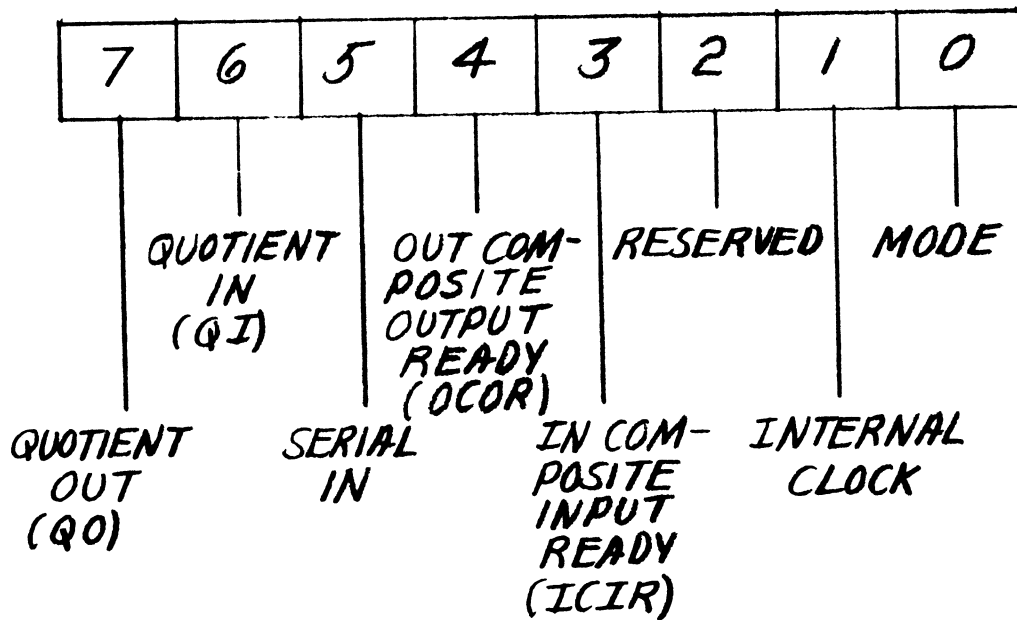 7 6 5 4 3 2 1 0
QUOTIENT
IN
(QI)
OUT COM-
POSITE
OUTPUT
READY
(OCOR)
RESERVED
MODE
QUOTIENT
OUT
(QO)
SERIAL
IN
IN COM-
POSITE
INPUT
READY
(ICIR)
INTERNAL
CLOCK